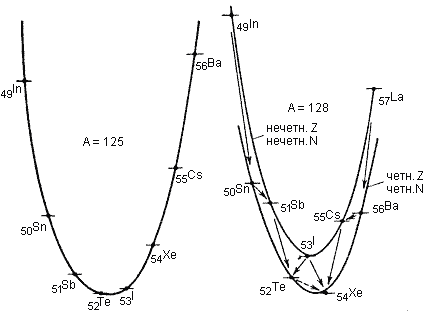 49In
56Ba
A = 125
55Cs
50Sn
54Xe
51Sb
52Te
53I
49In
57La
A = 128
нечетн. Z
нечетн. N
четн. Z
четн. N
50Sn
51Sb
55Cs
56Ba
53I
52Te
54Xe